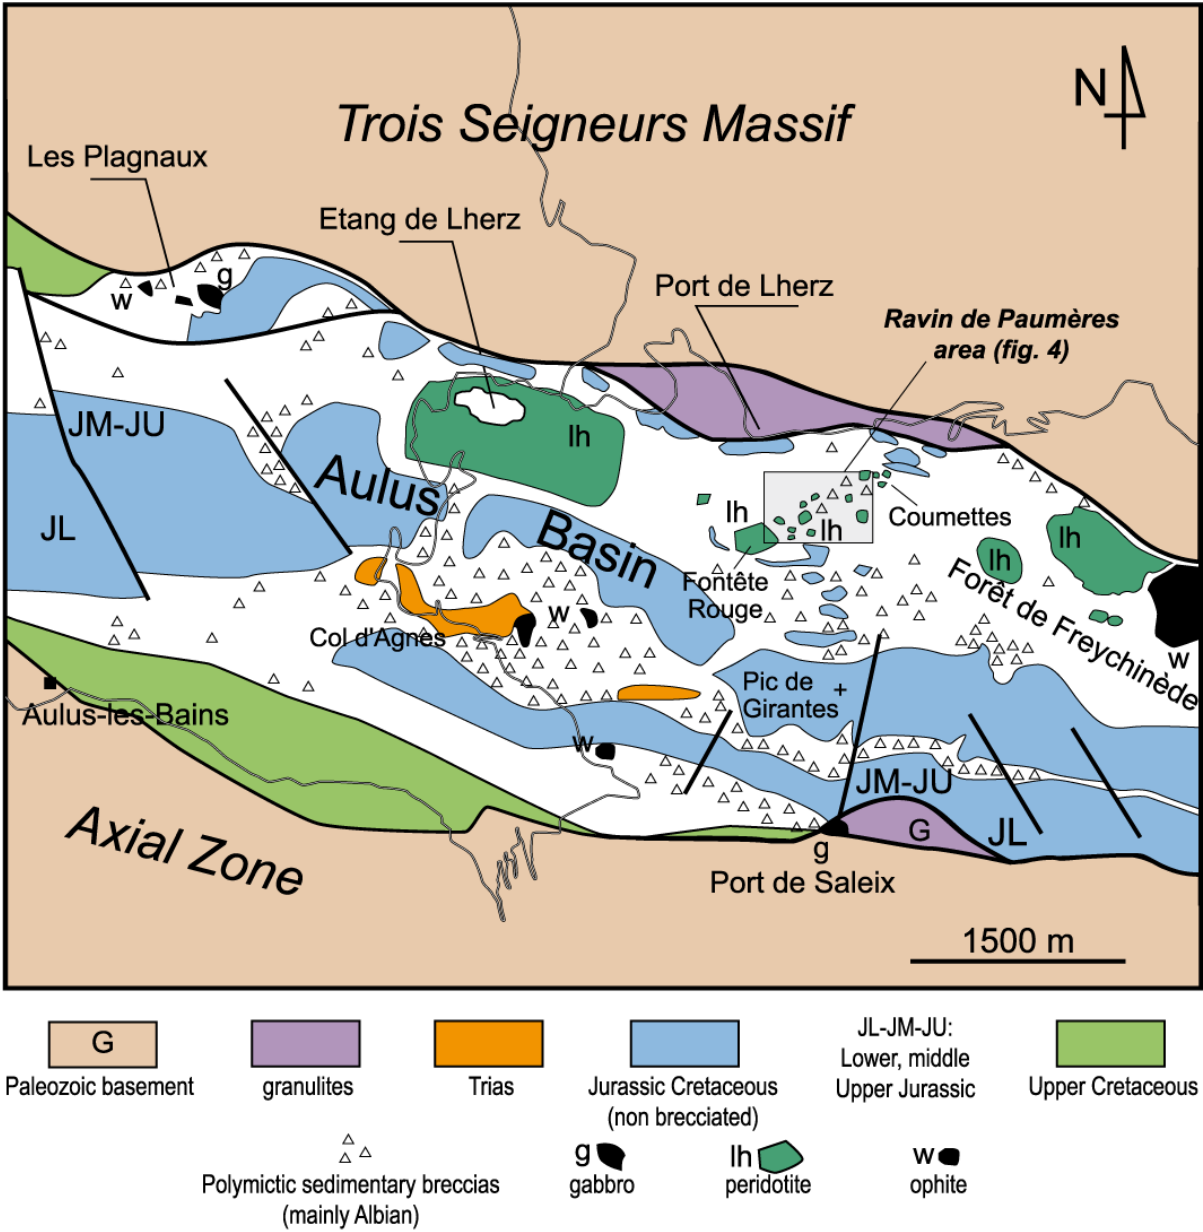 N
Trois Seigneurs Massif
Les Plagnaux
Etang de Lherz
Port de Lherz
Ravin de Paumères
area (fig. 4)
g
w
JM-JU
lh
Aulus
JL
Basin
lh
lh
Coumettes
lh
lh
Fontête
Rouge
Forêt de Freychinède
w
Col d'Agnes
w
Pic de +
Girantes
Aulus-les-Bains
w
JM-JU
G
JL
g
Axial Zone
Port de Saleix
1500 m
G
Paleozoic basement
granulites
Trias
Jurassic Cretaceous
(non brecciated)
JL-JM-JU:
Lower, middle
Upper Jurassic
Upper Cretaceous
Polymictic sedimentary breccias
(mainly Albian)
g
gabbro
lh
peridotite
w
ophite